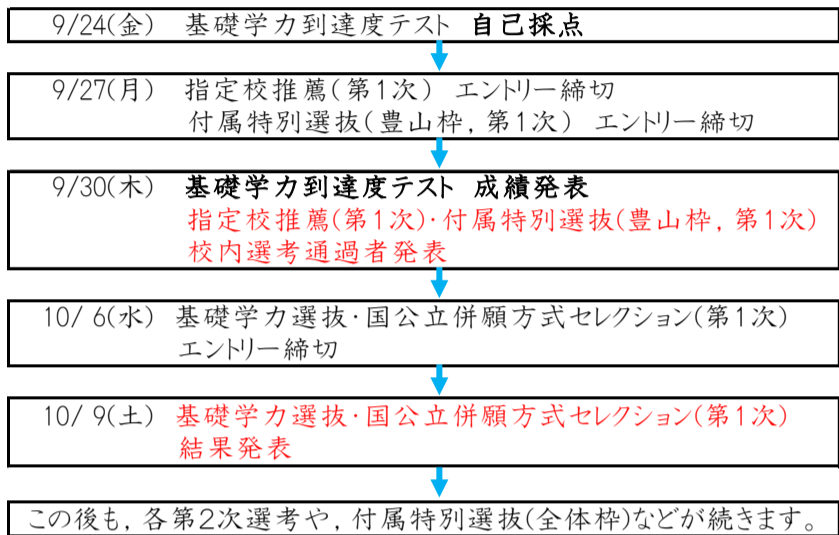 9/24(金) 基礎学力到達度テスト 自己採点
9/27(月) 指定校推薦(第1次) エントリー締切
付属特別選抜(豊山枠,第1次) エントリー締切
9/30(木) 基礎学力到達度テスト 成績発表
指定校推薦(第1次)・付属特別選抜(豊山枠,第1次)
校内選考通過者発表
10/ 6(水) 基礎学力選抜・国公立併願方式セレクション(第1次)
エントリー締切
10/ 9(土) 基礎学力選抜・国公立併願方式セレクション(第1次)
結果発表
この後も,各第2次選考や,付属特別選抜(全体枠)などが続きます。